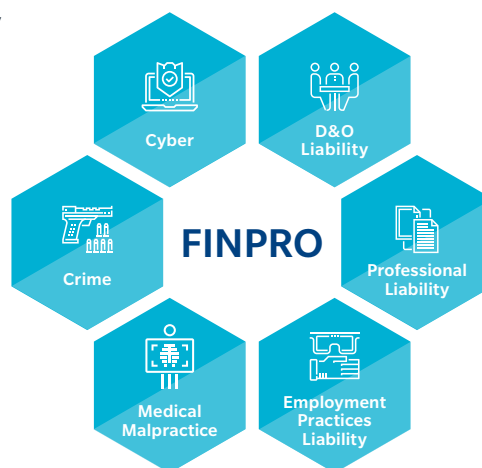 Cyber
D&O
Liability
Crime
FINPRO
Professional
Liability
Medical
Malpractice
Employment
Practices
Liability